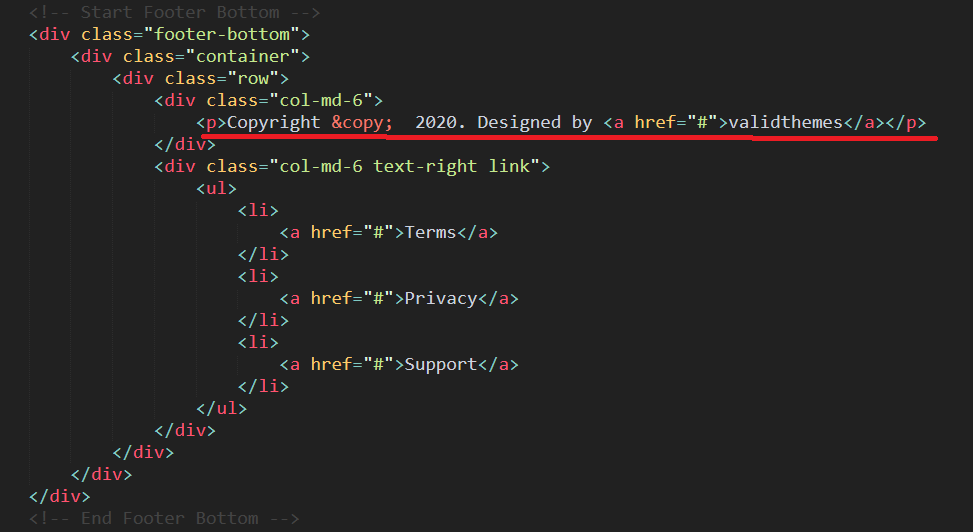 <!-- Start Footer Bottom -->
<div class="footer-bottom">
<div class="container">
<div class="row">
<div class="col-md-6">
<p>Copyright &copy;  2020. Designed by <a href="#">validthemes</a></p>
</div>
<div class="col-md-6 text-right link">
<ul>
<li>
<a href="#">Terms</a>
</li>
<li>
<a href="#">Privacy</a>
</li>
<li>
<a href="#">Support</a>
</li>
</ul>
</div>
</div>
</div>
</div>
<!-- End Footer Bottom -->